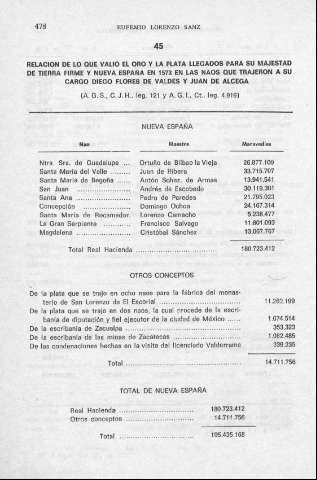 478 EUFEMIO LORENZO SANZ
45
RELACION DE LO QUE VALIO EL ORO Y LA PLATA LLEGADOS PARA SU MAJESTAD
DE TIERRA FIRME Y NUEVA ESPAÑA EN 1573 EN LAS NAOS QUE TRAJERON A SU
CARGO DIEGO FLORES DE VALDES Y JUAN DE ALCEGA
(A. G. S., C. J. H., leg. 121 y A. G. I., Ct., leg. 4.916)
NUEVA ESPAÑA
Nao Maestre Maravedíes
Ntra. Sra. de Guadalupe ... Ortuño de Bilbao la Vieja 26.877.109
Santa María del Valle ......... Juan de Ribera 33.715.707
Santa María de Begoña ...... Antón Sáhez. de Armas 13.941.541
San Juan ..................... Andrés de Escobedo 30.119.301
Santa Ana ..................... Pedro de Paredes 21.795.023
Concepción .................. Domingo Ochoa 24.167.314
Santa María de Rocamador. Lorenzo Camacho 5.238.477
La Gran Serpiente ............ Francisco Salvago 11.801.093
Magdalena ..................... Cristóbal Sánchez 13.067.767
Total Real Hacienda .............................. 180.723.412
OTROS CONCEPTOS
De la plata que se trajo en ocho naos para la fábrica del monas-
terio de San Lorenzo de El Escorial .............................. 11.262.199
De la plata que se trajo en dos naos, la cual procede de la escri-
banía de diputación y fiel ejecutor de la ciudad de México ...... 1.074.514
De la escribanía de Zacualpa .............................. 353.323
De la escribanía de las minas de Zacatecas .................. 1.682.485
De las condenaciones hechas en la visita del licenciado Valderrama 339.235
Total .............................. 14.711.756
TOTAL DE NUEVA ESPAÑA
Real Hacienda .............................. 180.723.412
Otros conceptos .............................. 14.711.756
Total .............................. 195.435.168